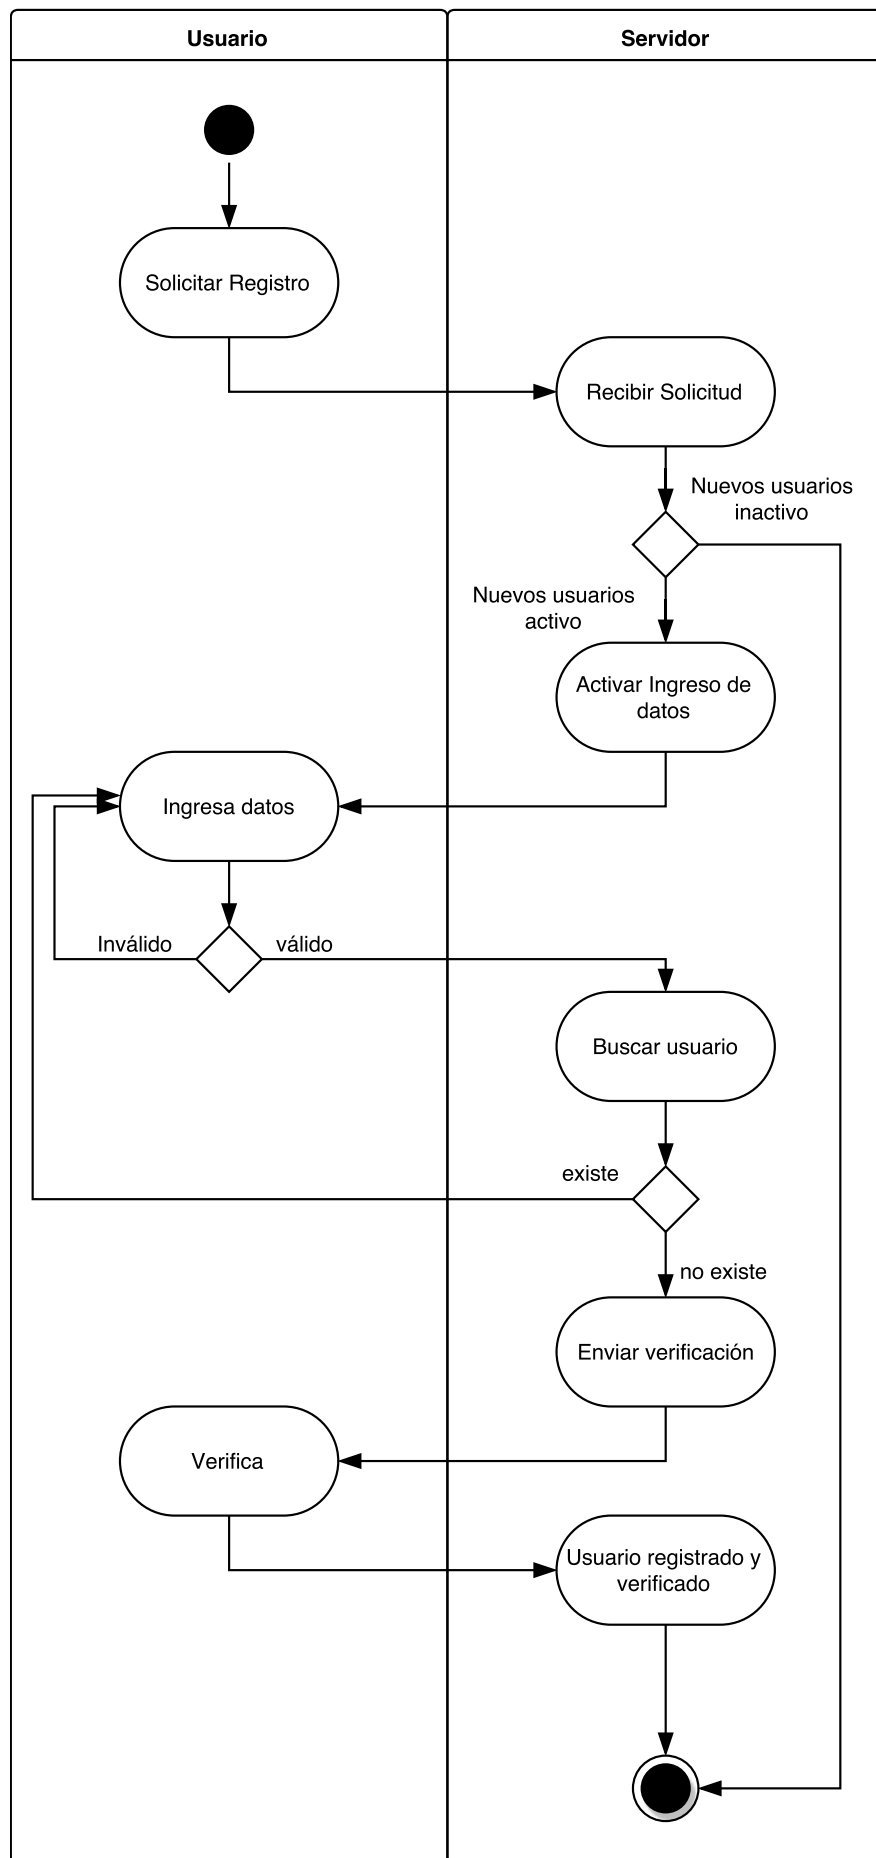 Usuario
Servidor
Solicitar Registro
Recibir Solicitud
Nuevos usuarios
inactivo
Nuevos usuarios
activo
Activar Ingreso de
datos
Ingresa datos
Inválido
válido
Buscar usuario
existe
no existe
Enviar verificación
Verifica
Usuario registrado y
verificado